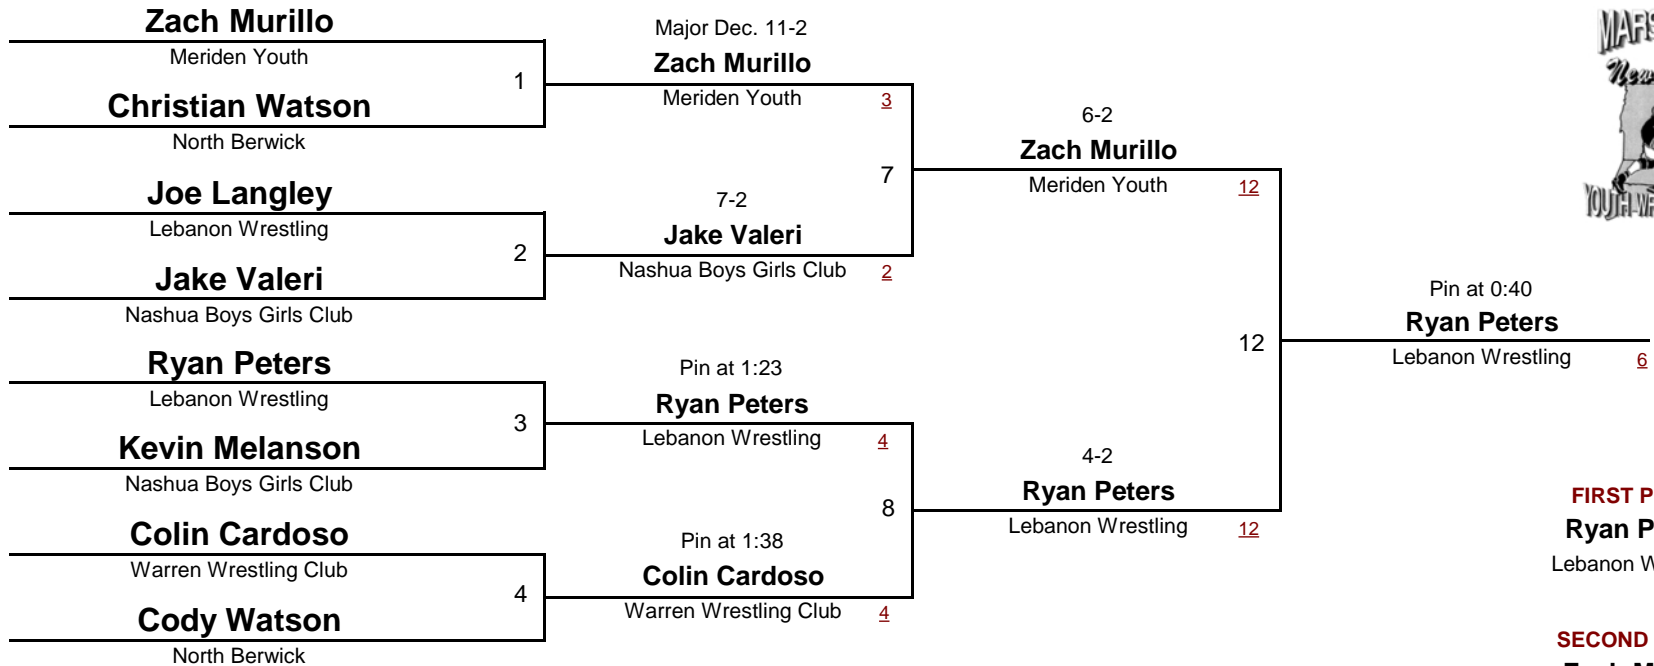 Zach Murillo
Meriden Youth
1
Christian Watson
North Berwick
Joe Langley
Lebanon Wrestling
2
Jake Valeri
Nashua Boys Girls Club
Ryan Peters
Lebanon Wrestling
3
Kevin Melanson
Nashua Boys Girls Club
Colin Cardoso
Warren Wrestling Club
4
Cody Watson
North Berwick
Major Dec. 11-2
Zach Murillo
Meriden Youth 3
7
7-2
Jake Valeri
Nashua Boys Girls Club 2
Pin at 1:23
Ryan Peters
Lebanon Wrestling 4
8
Pin at 1:38
Colin Cardoso
Warren Wrestling Club 4
6-2
Zach Murillo
Meriden Youth 12
12
4-2
Ryan Peters
Lebanon Wrestling 12
Pin at 0:40
Ryan Peters
Lebanon Wrestling 6
YOUTH
FIRST P
Ryan P
Lebanon W
SECOND